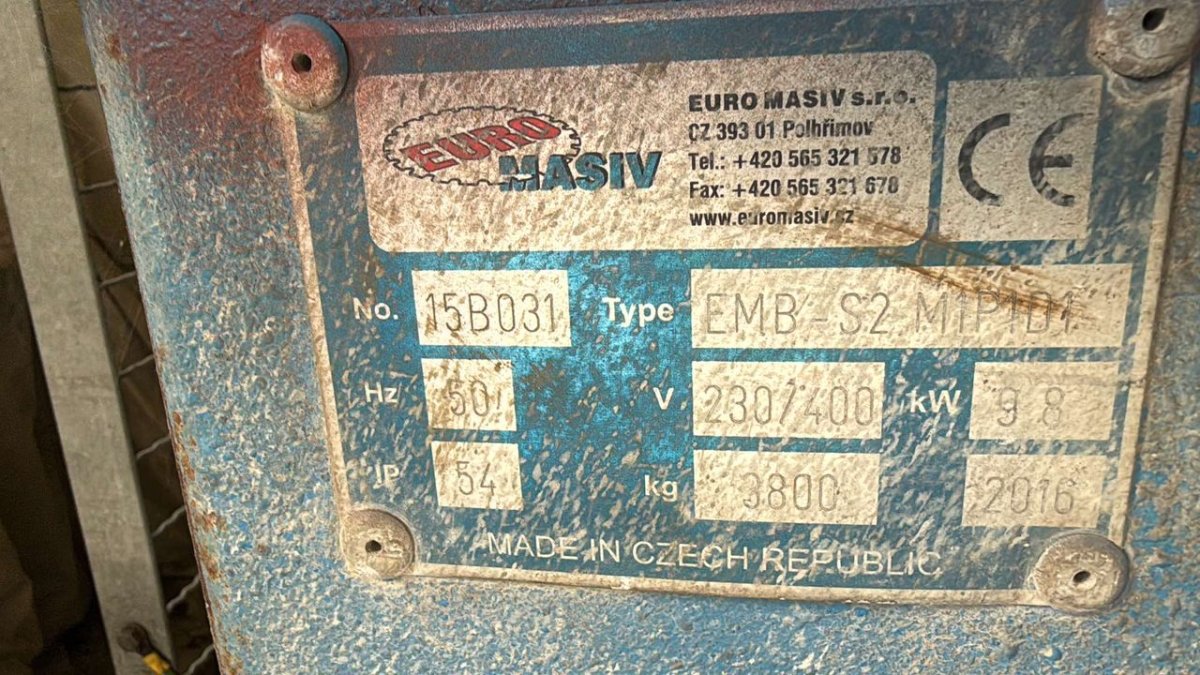 EURO MASIV
EURO MASIV s.r.o.
CZ 393 01 Pelhřimov
Tel.: +420 565 321 578
Fax: +420 565 321 678
www.euromasiv.cz
CE
No. 15B031 Type EMB-S2 M1P1D1
Hz 50 V 230/400 kW 9.8
IP 54 kg 3800 2016
MADE IN CZECH REPUBLIC